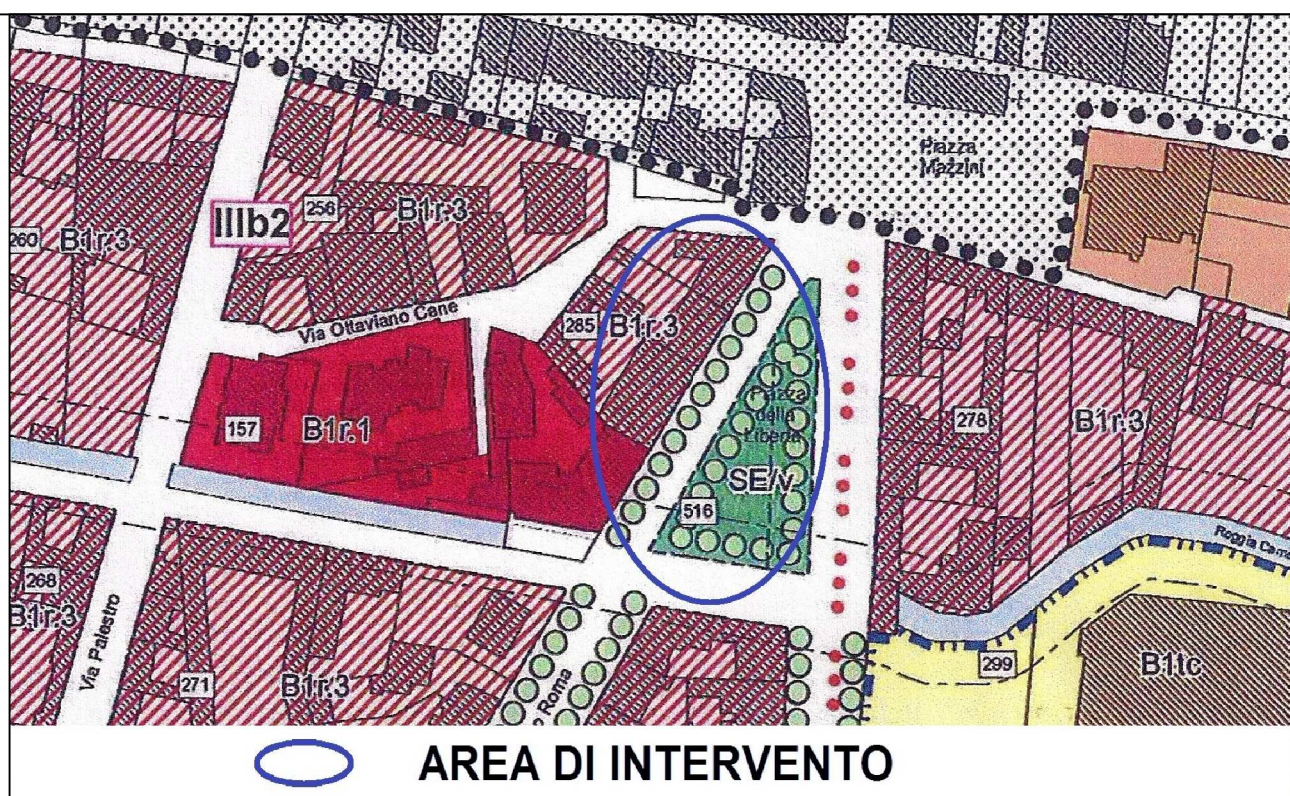 Piazza
Mazzini
IIIb2
256
B1r.3
260
B1r.3
Via Ottaviano Cane
285
B1r.3
Piazza
della
Libertà
157
B1r.1
278
B1r.3
SE/v
516
Roggia
268
B1r.3
Via Palestro
271
B1r.3
Roma
299
B1tc
AREA DI INTERVENTO